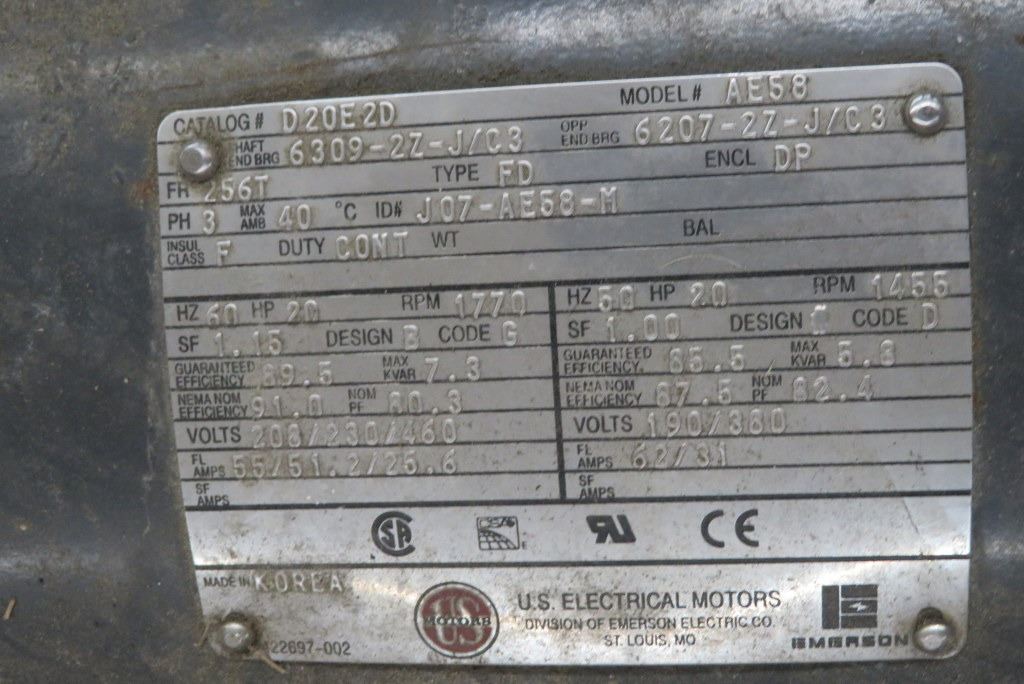 CATALOG# D20E2D MODEL# AE58
SHAFT END BRG 6309-2Z-J/C3 OPP END BRG 6207-2Z-J/C3
FR 256T TYPE FD ENCL DP
PH 3 MAX AMB 40 °C ID# J07-AE58-M
INSUL CLASS F DUTY CONT WT BAL
HZ 60 HP 20 RPM 1770
SF 1.15 DESIGN B CODE G
GUARANTEED EFFICIENCY 89.5 MAX KVAR 7.3
NEMA NOM EFFICIENCY 91.0 NOM PF 80.3
VOLTS 208/230/460
FL AMPS 55/51.2/25.6
SF AMPS
HZ 50 HP 20 RPM 1455
SF 1.00 DESIGN CODE D
GUARANTEED EFFICIENCY 85.5 MAX KVAR 5.8
NEMA NOM EFFICIENCY 87.5 NOM PF 82.4
VOLTS 190/380
FL AMPS 62/31
SF AMPS
SA CE
MADE IN KOREA
U.S. MOTORS
U.S. ELECTRICAL MOTORS
DIVISION OF EMERSON ELECTRIC CO.
ST. LOUIS, MO
EMERSON
22697-002